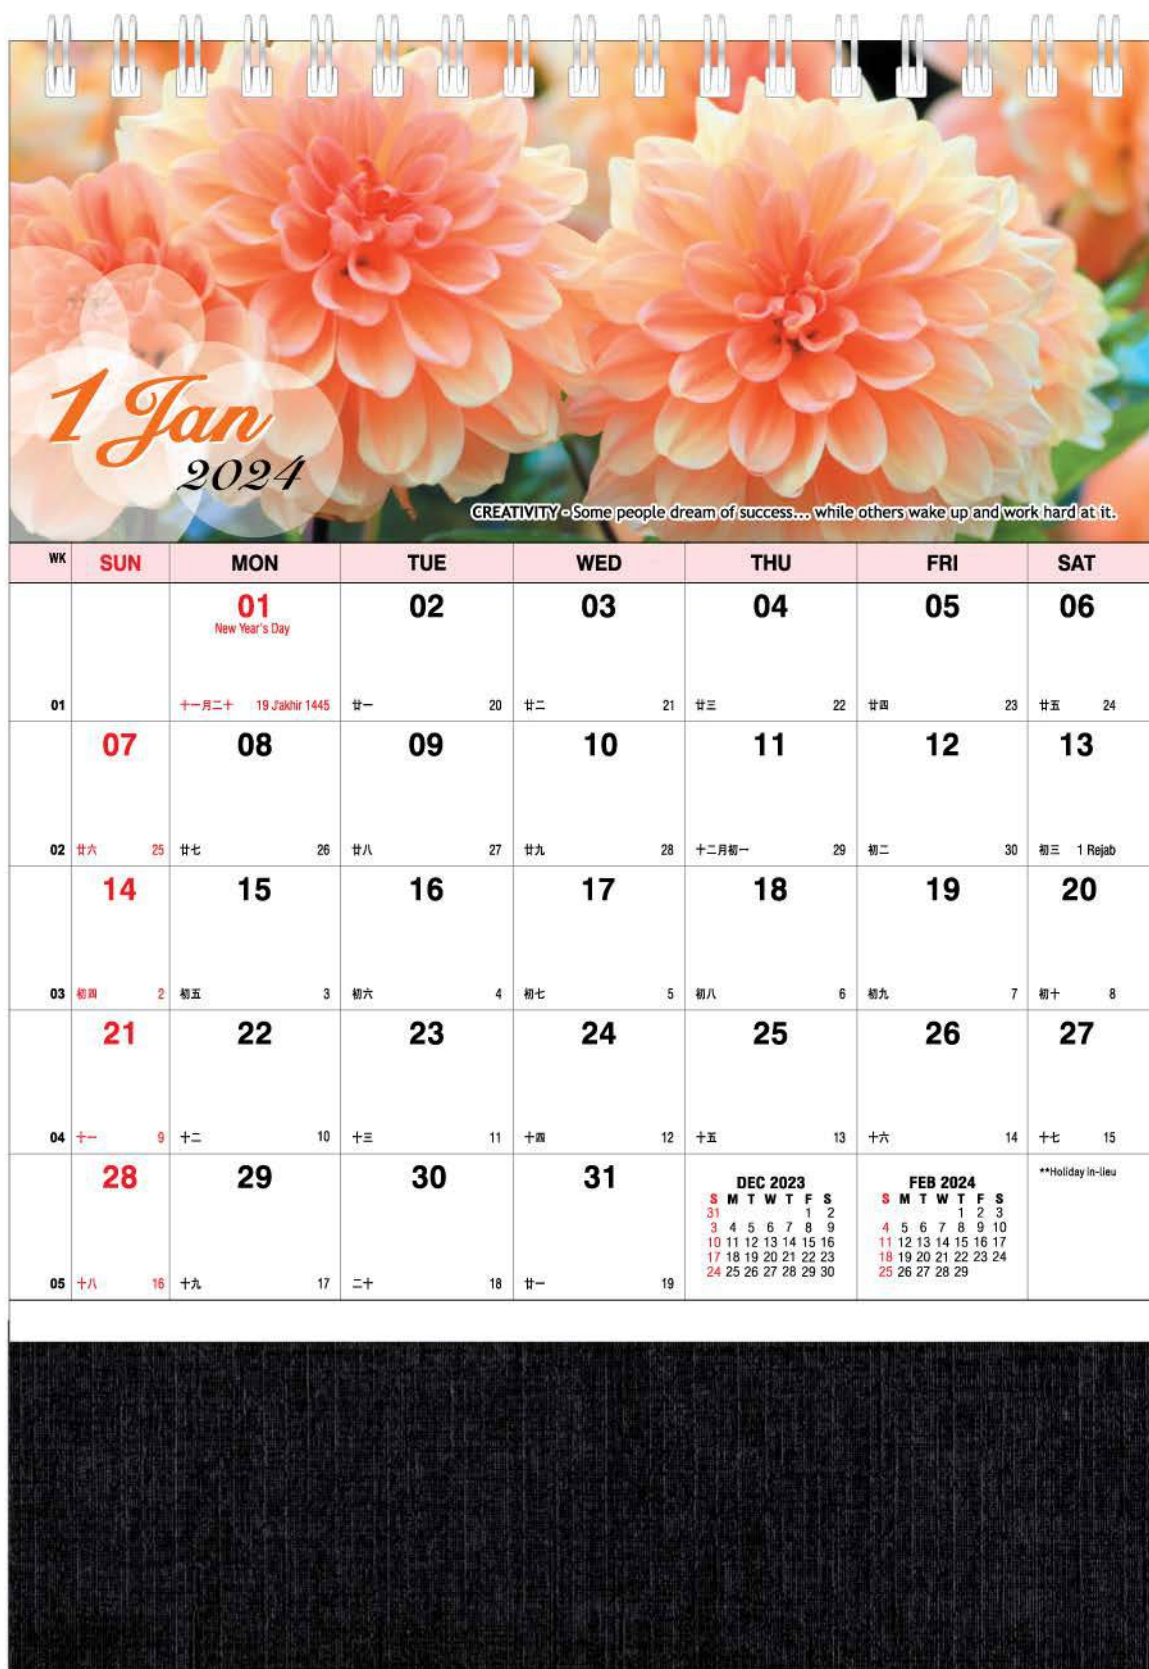 1 Jan
2024
CREATIVITY - Some people dream of success... while others wake up and work hard at it.
WK SUN MON TUE WED THU FRI SAT
01 02 03 04 05 06
New Year's Day
01 十一月二十 19 J'akhir 1445 廿一 20 廿二 21 廿三 22 廿四 23 廿五 24
07 08 09 10 11 12 13
02 廿六 25 廿七 26 廿八 27 廿九 28 十二月初一 29 初二 30 初三 1 Rejab
14 15 16 17 18 19 20
03 初四 2 初五 3 初六 4 初七 5 初八 6 初九 7 初十 8
21 22 23 24 25 26 27
04 十一 9 十二 10 十三 11 十四 12 十五 13 十六 14 十七 15
28 29 30 31
05 十八 16 十九 17 二十 18 廿一 19
DEC 2023
S M T W T F S
31 1 2
3 4 5 6 7 8 9
10 11 12 13 14 15 16
17 18 19 20 21 22 23
24 25 26 27 28 29 30
FEB 2024
S M T W T F S
1 2 3
4 5 6 7 8 9 10
11 12 13 14 15 16 17
18 19 20 21 22 23 24
25 26 27 28 29
**Holiday in-lieu